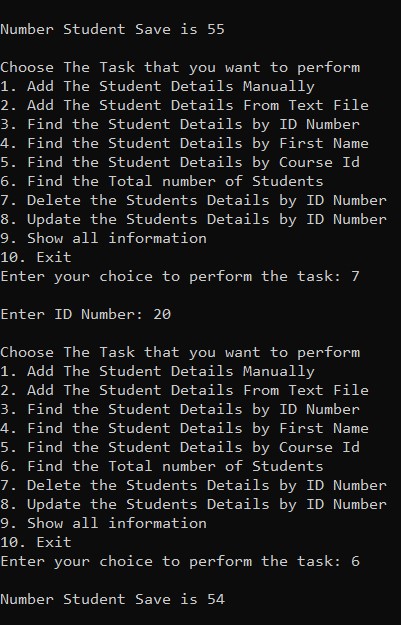 Number Student Save is 55
Choose The Task that you want to perform
1. Add The Student Details Manually
2. Add The Student Details From Text File
3. Find the Student Details by ID Number
4. Find the Student Details by First Name
5. Find the Student Details by Course Id
6. Find the Total number of Students
7. Delete the Students Details by ID Number
8. Update the Students Details by ID Number
9. Show all information
10. Exit
Enter your choice to perform the task: 7
Enter ID Number: 20
Choose The Task that you want to perform
1. Add The Student Details Manually
2. Add The Student Details From Text File
3. Find the Student Details by ID Number
4. Find the Student Details by First Name
5. Find the Student Details by Course Id
6. Find the Total number of Students
7. Delete the Students Details by ID Number
8. Update the Students Details by ID Number
9. Show all information
10. Exit
Enter your choice to perform the task: 6
Number Student Save is 54